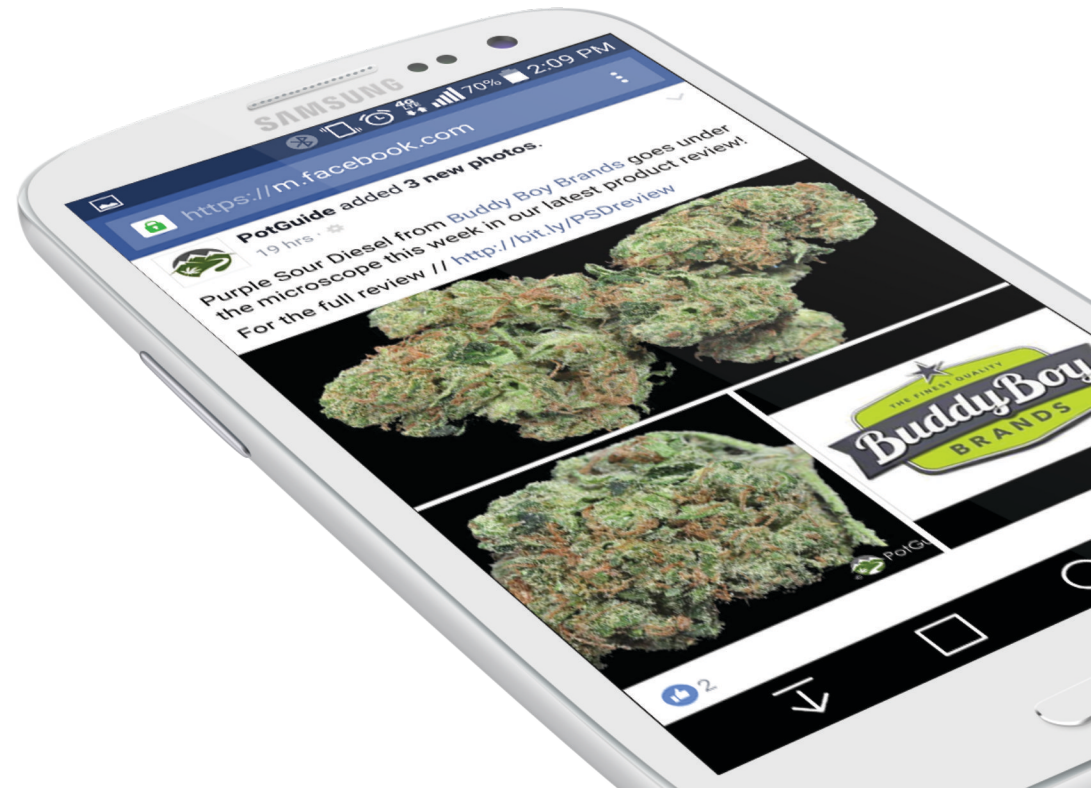 SAMSUNG
4G LTE 70% 2:09 PM
https://m.facebook.com
PotGuide added 3 new photos.
19 hrs
Purple Sour Diesel from Buddy Boy Brands goes under
the microscope this week in our latest product review!
For the full review // http://bit.ly/PSDreview
THE FINEST QUALITY
BuddyBoy
BRANDS
PotGu
2